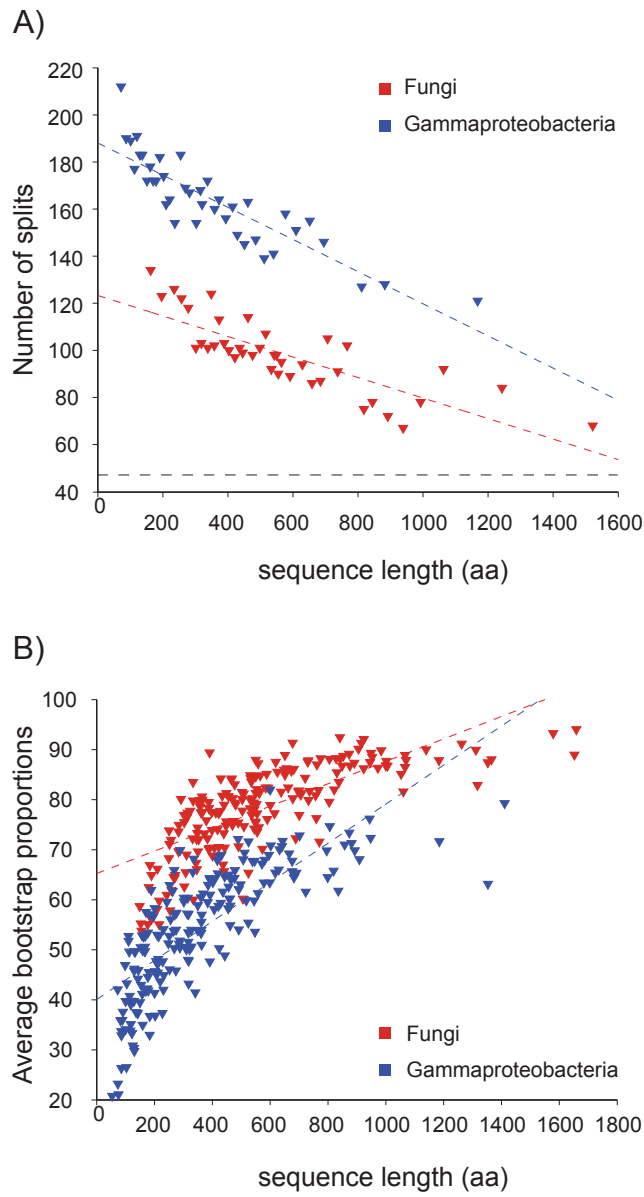 A)
220
200
180
160
140
120
100
80
60
40
Number of splits
Fungi
Gammaproteobacteria
0 200 400 600 800 1000 1200 1400 1600
sequence length (aa)
B)
100
90
80
70
60
50
40
30
20
Average bootstrap proportions
Fungi
Gammaproteobacteria
0 200 400 600 800 1000 1200 1400 1600 1800
sequence length (aa)